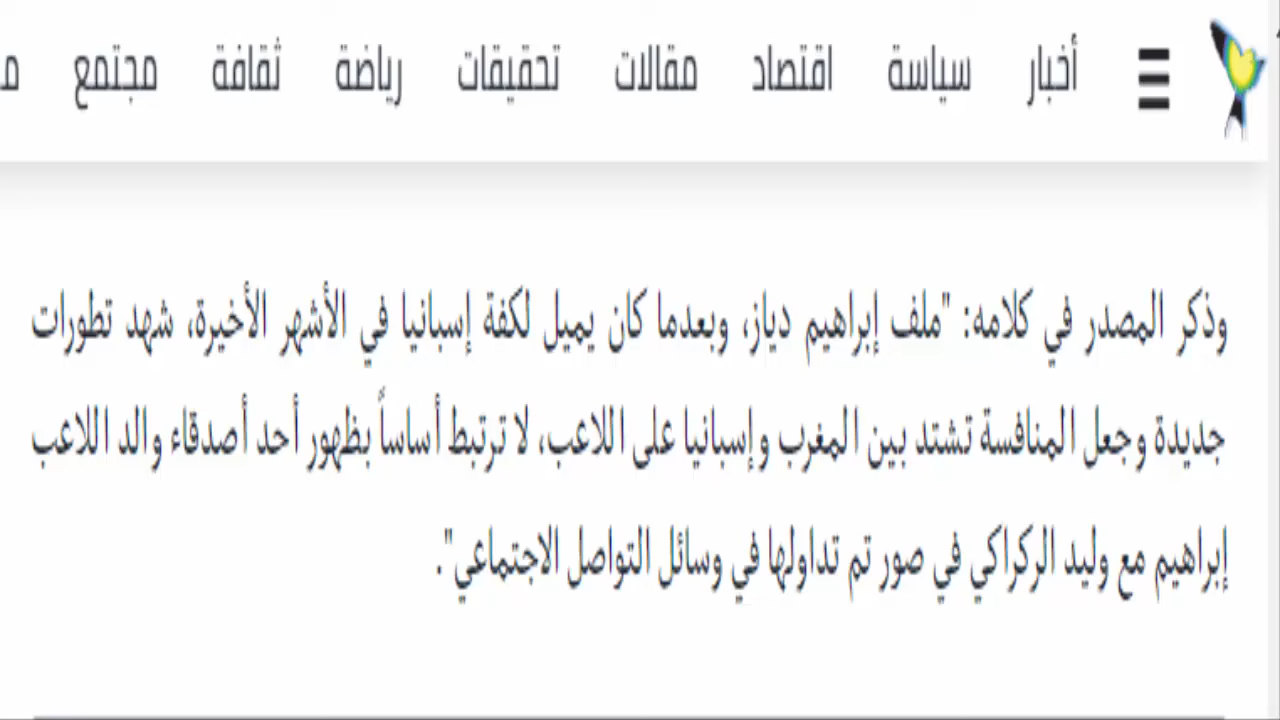 أخبار سياسة اقتصاد مقالات تحقيقات رياضة ثقافة مجتمع
وذكر المصدر في كلامه: "ملف إبراهيم دياز، وبعدما كان يميل لكفة إسبانيا في الأشهر الأخيرة، شهد تطورات
جديدة وجعل المنافسة تشتد بين المغرب وإسبانيا على اللاعب، لا ترتبط أساساً بظهور أحد أصدقاء والد اللاعب
إبراهيم مع وليد الركراكي في صور تم تداولها في وسائل التواصل الاجتماعي".